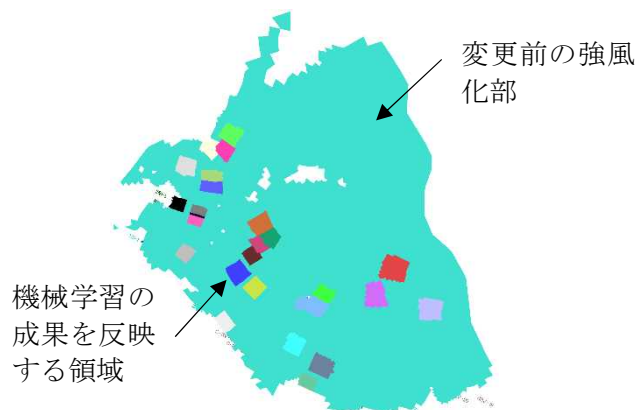 変更前の強風
化部
機械学習の
成果を反映
する領域